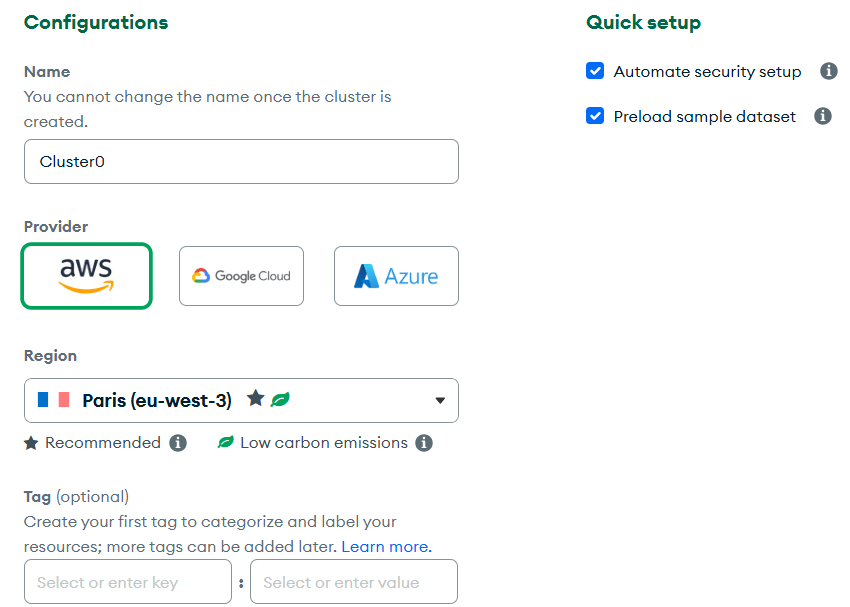 Configurations
Quick setup
Name
You cannot change the name once the cluster is
created.
Cluster0
Automate security setup
Preload sample dataset
Provider
aws
Google Cloud
Azure
Region
Paris (eu-west-3)
Recommended
Low carbon emissions
Tag (optional)
Create your first tag to categorize and label your
resources; more tags can be added later. Learn more.
Select or enter key : Select or enter value